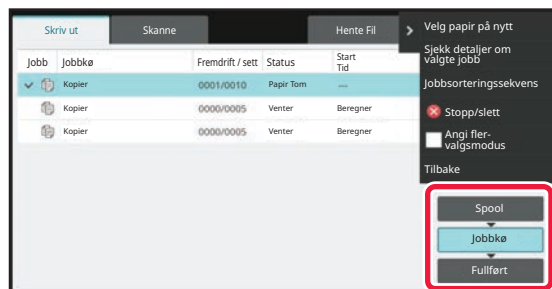 Skriv ut
Skanne
Hente Fil
Jobb
Jobbkø
Fremdrift / sett
Status
Start
Tid
Kopier
0001/0010
Papir Tom
---
Kopier
0000/0005
Venter
Beregner
Kopier
0000/0005
Venter
Beregner
Velg papir på nytt
Sjekk detaljer om
valgte jobb
Jobbsorteringssekvens
Stopp/slett
Angi fler-
valgsmodus
Tilbake
Spool
Jobbkø
Fullført